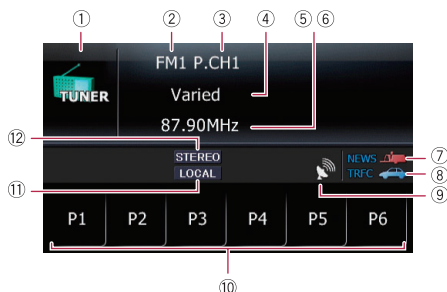 ① ② ③ ④ ⑤ ⑥
FM1 P.CH1
TUNER
Varied
87.90MHz
⑫ STEREO NEWS ⑦
⑪ LOCAL TRFC ⑧
⑨
P1 P2 P3 P4 P5 P6
⑩